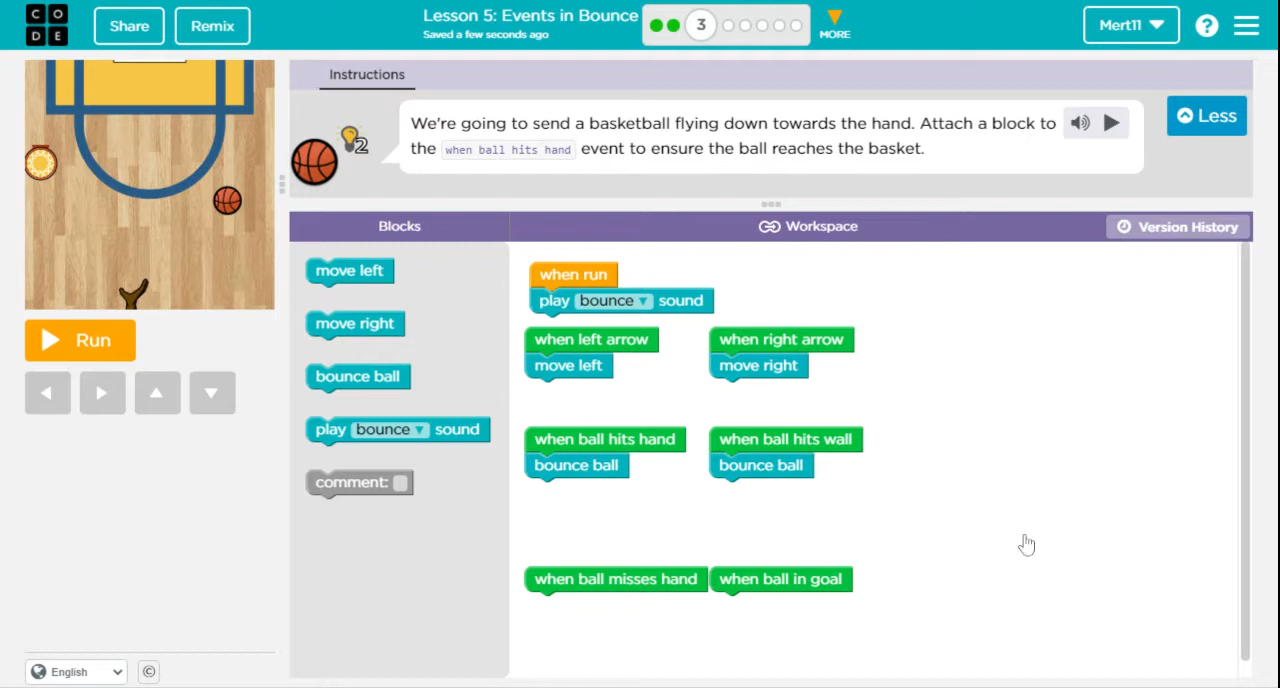 C O
D E
Share
Remix
Lesson 5: Events in Bounce
Saved a few seconds ago
3
MORE
Mert11
?
Instructions
2
We're going to send a basketball flying down towards the hand. Attach a block to
the when ball hits hand event to ensure the ball reaches the basket.
Less
Blocks
Workspace
Version History
move left
move right
bounce ball
play bounce sound
comment:
when run
play bounce sound
when left arrow
move left
when right arrow
move right
when ball hits hand
bounce ball
when ball hits wall
bounce ball
when ball misses hand
when ball in goal
Run
English
©